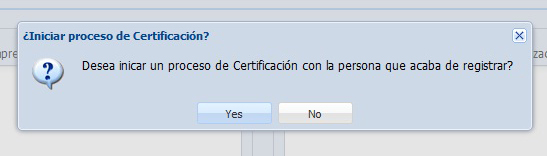 ¿Iniciar proceso de Certificación?
Desea inicar un proceso de Certificación con la persona que acaba de registrar?
Yes No